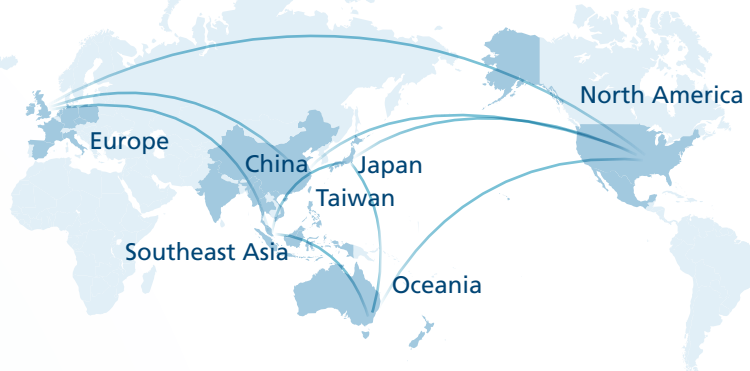 North America
Europe
China
Japan
Taiwan
Southeast Asia
Oceania